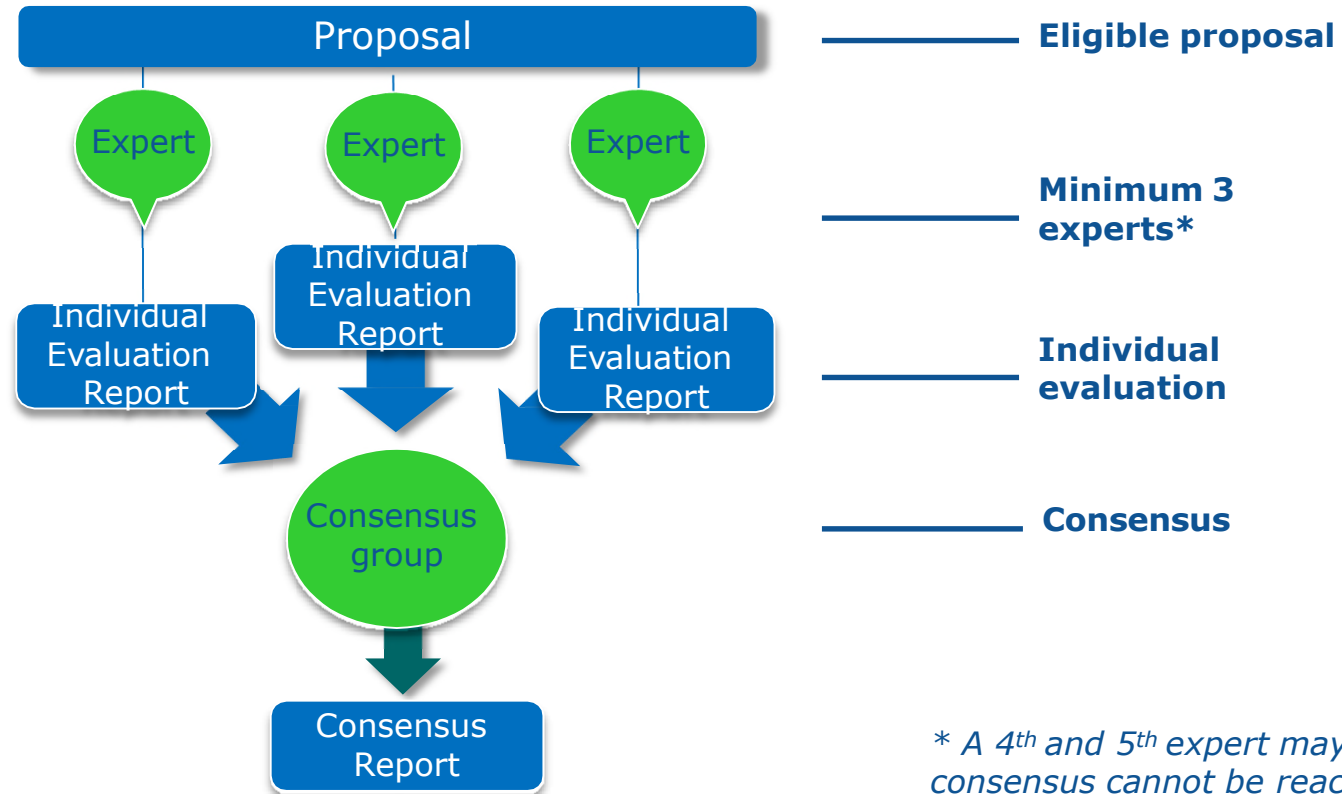 Proposal
Eligible proposal
Expert
Expert
Expert
Minimum 3
experts*
Individual
Evaluation
Report
Individual
Evaluation
Report
Individual
Evaluation
Report
Individual
evaluation
Consensus
group
Consensus
Consensus
Report
* A 4th and 5th expert may
consensus cannot be